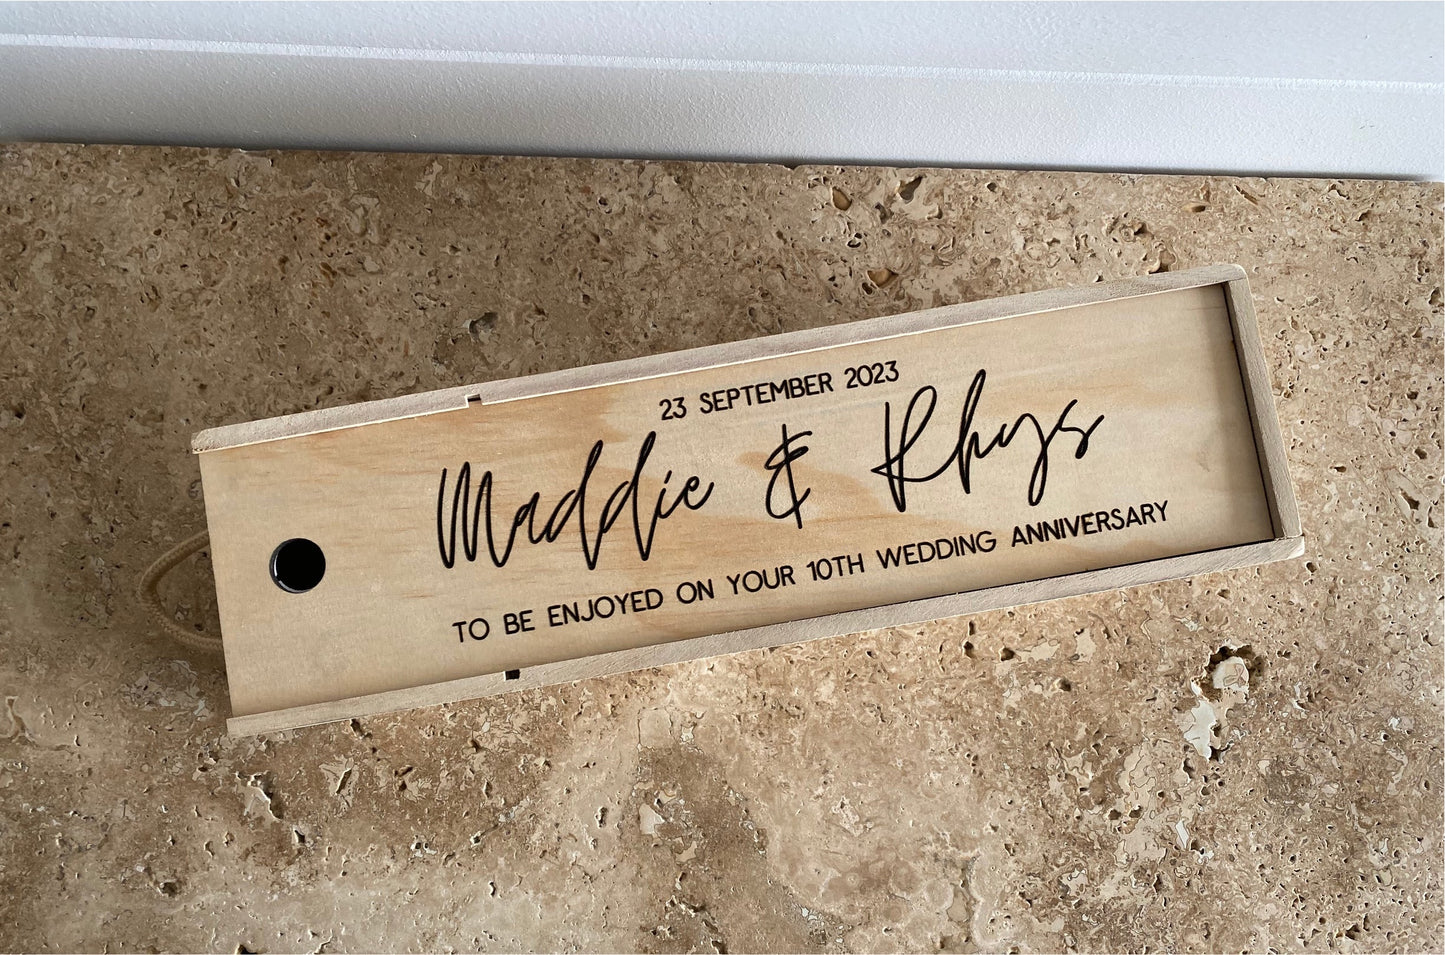 23 SEPTEMBER 2023
Maddie & Rhys
TO BE ENJOYED ON YOUR 10TH WEDDING ANNIVERSARY